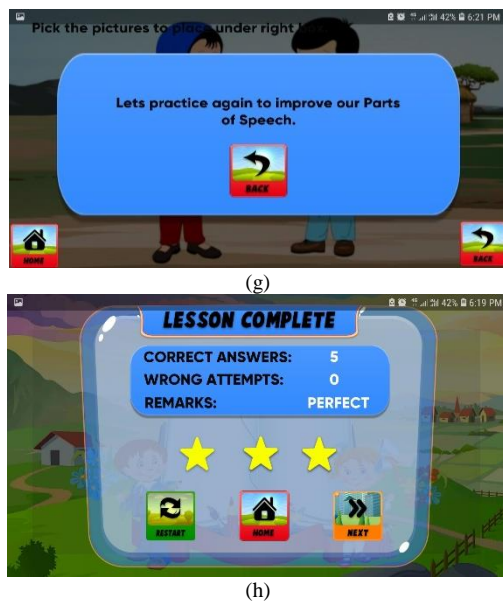 42% 6:21 PM
Pick the pictures to place under right
Lets practice again to improve our Parts
of Speech.
BACK
HOME
BACK
(g)
42% 6:19 PM
LESSON COMPLETE
CORRECT ANSWERS: 5
WRONG ATTEMPTS: 0
REMARKS: PERFECT
RESTART
HOME
NEXT
(h)